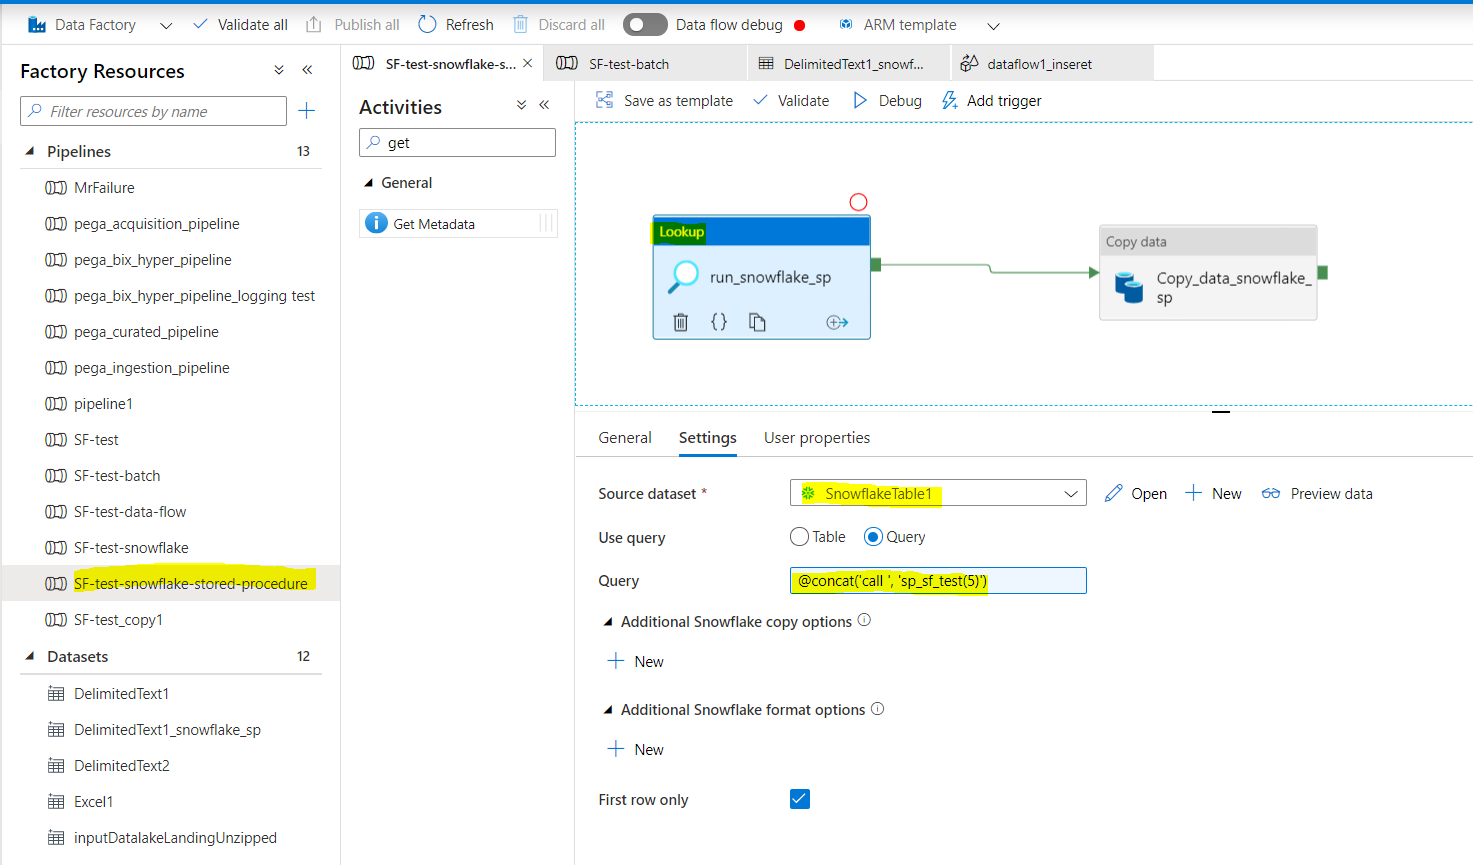 Data Factory
Validate all
Publish all
Refresh
Discard all
Data flow debug
ARM template
Factory Resources
Filter resources by name
Pipelines 13
MrFailure
pega_acquisition_pipeline
pega_bix_hyper_pipeline
pega_bix_hyper_pipeline_logging test
pega_curated_pipeline
pega_ingestion_pipeline
pipeline1
SF-test
SF-test-batch
SF-test-data-flow
SF-test-snowflake
SF-test-snowflake-stored-procedure
SF-test_copy1
Datasets 12
DelimitedText1
DelimitedText1_snowflake_sp
DelimitedText2
Excel1
inputDatalakeLandingUnzipped
SF-test-snowflake-s...
SF-test-batch
DelimitedText1_snowf...
dataflow1_inseret
Activities
get
General
Get Metadata
Save as template
Validate
Debug
Add trigger
Lookup
run_snowflake_sp
Copy data
Copy_data_snowflake_
sp
General
Settings
User properties
Source dataset *
SnowflakeTable1
Open
New
Preview data
Use query
Table
Query
Query
@concat('call ', 'sp_sf_test(5)')
Additional Snowflake copy options
New
Additional Snowflake format options
New
First row only